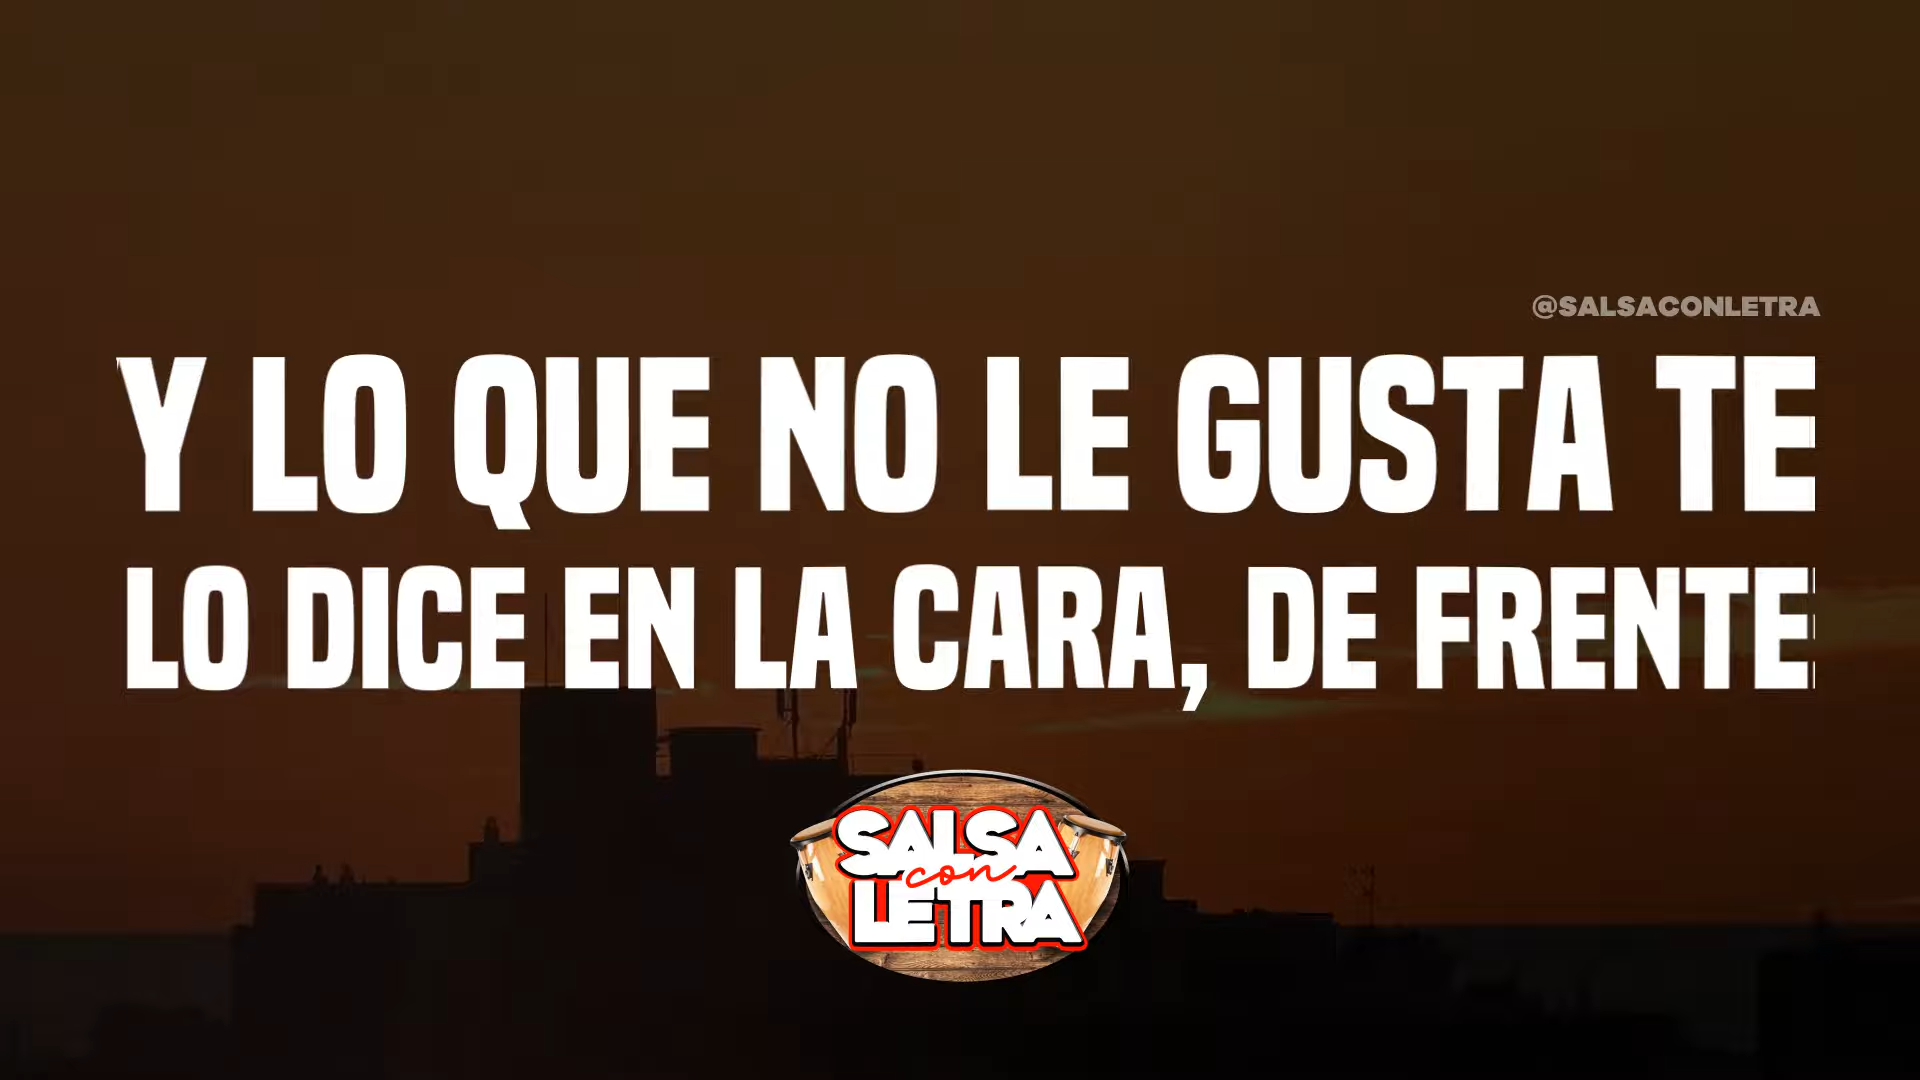 @SALSACONLETRA
Y LO QUE NO LE GUSTA TE
LO DICE EN LA CARA, DE FRENTE
SALSA
con
LETRA